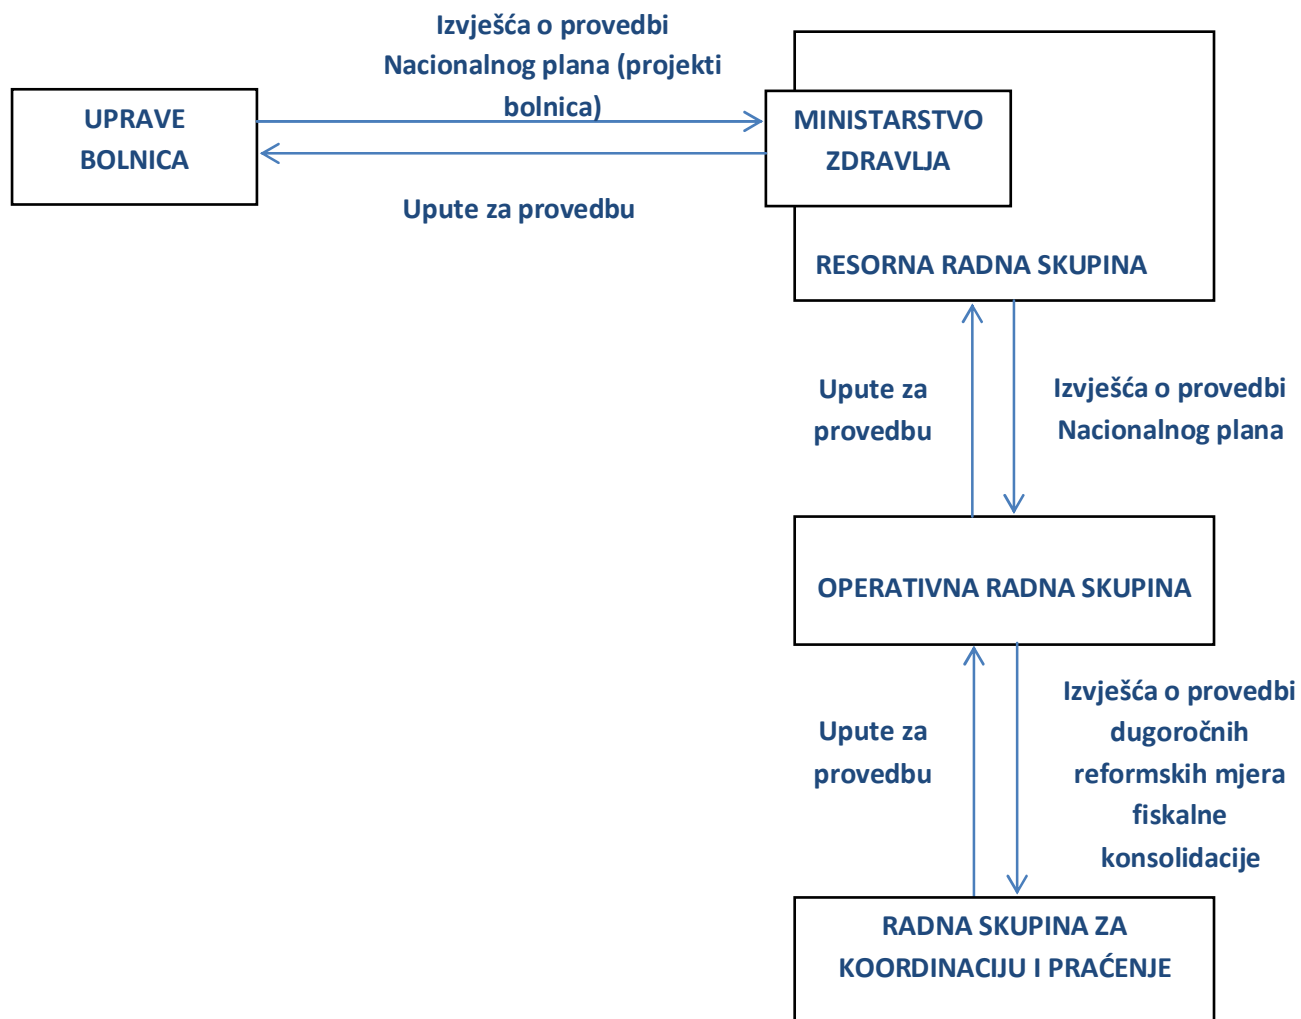 Izvješća o provedbi
Nacionalnog plana (projekti
bolnica)
UPRAVE
BOLNICA
MINISTARSTVO
ZDRAVLJA
Upute za provedbu
RESORNA RADNA SKUPINA
Upute za
provedbu
Izvješća o provedbi
Nacionalnog plana
OPERATIVNA RADNA SKUPINA
Upute za
provedbu
Izvješća o provedbi
dugoročnih
reformskih mjera
fiskalne
konsolidacije
RADNA SKUPINA ZA
KOORDINACIJU I PRAĆENJE